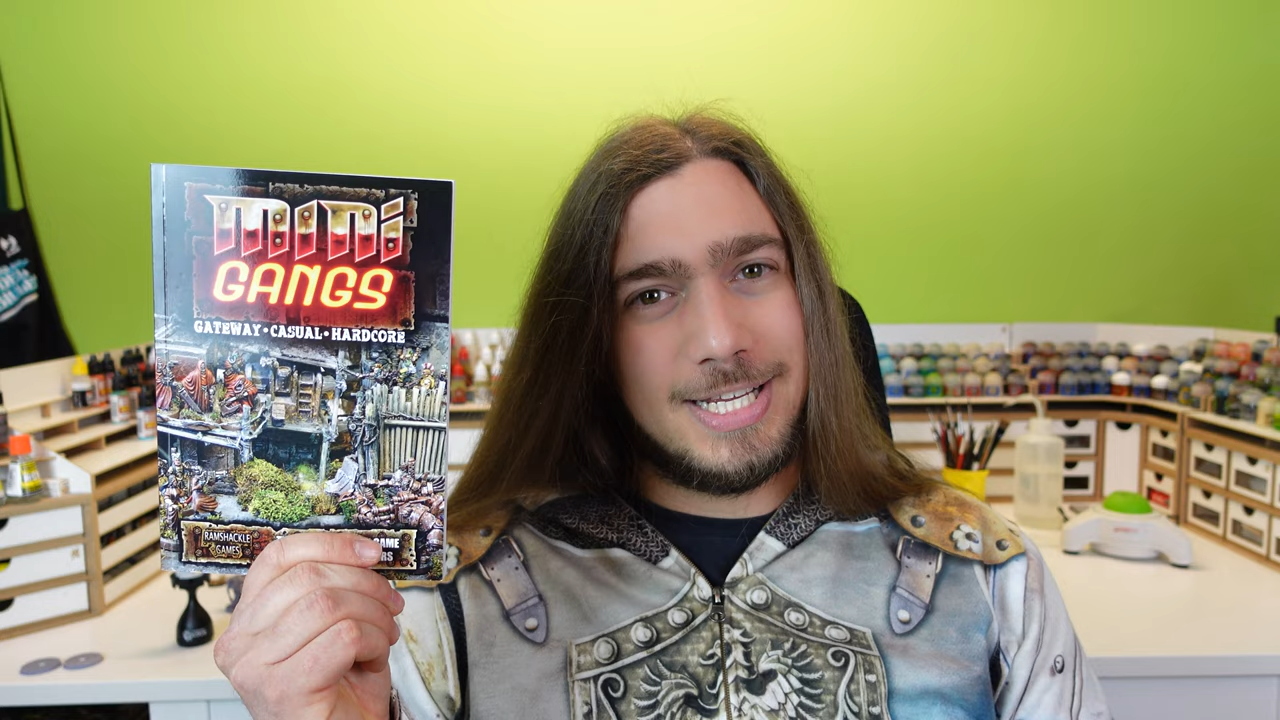 mini
GANGS
GATEWAY • CASUAL • HARDCORE
RAMSHACKLE
GAMES